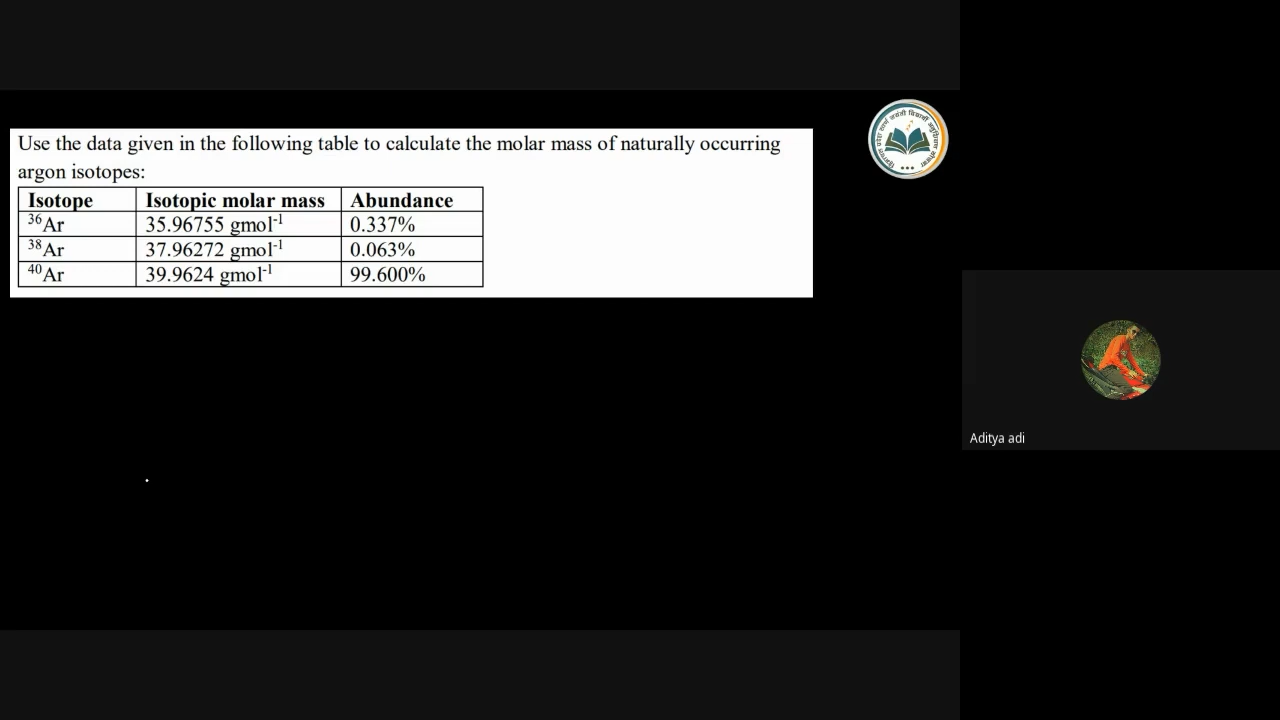 Use the data given in the following table to calculate the molar mass of naturally occurring
argon isotopes:
Isotope Isotopic molar mass Abundance
³⁶Ar 35.96755 gmol⁻¹ 0.337%
³⁸Ar 37.96272 gmol⁻¹ 0.063%
⁴⁰Ar 39.9624 gmol⁻¹ 99.600%
Aditya adi